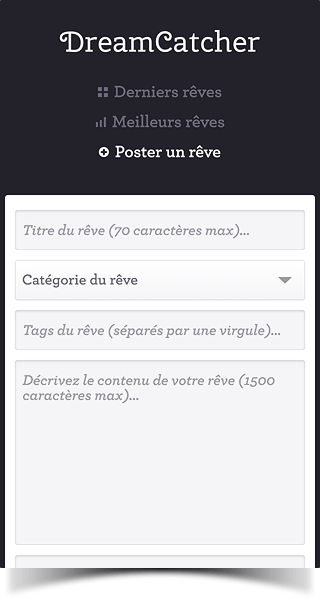 DreamCatcher
Derniers rêves
Meilleurs rêves
Poster un rêve
Titre du rêve (70 caractères max)...
Catégorie du rêve
Tags du rêve (séparés par une virgule)...
Décrivez le contenu de votre rêve (1500
caractères max)...